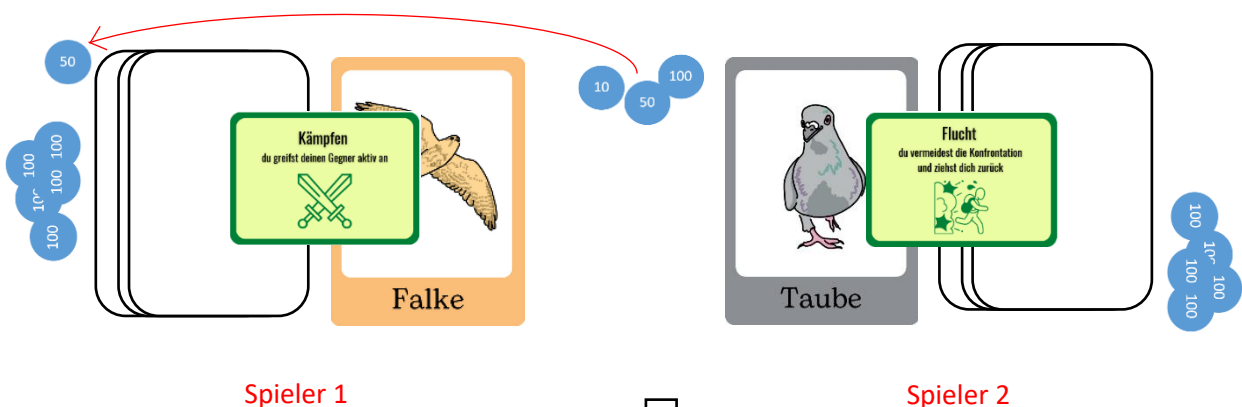 50
100
100
100
100
100
Kämpfen
du greifst deinen Gegner aktiv an
Falke
10
50
100
Taube
Flucht
du vermeidest die Konfrontation
und ziehst dich zurück
100
100
100
100
100
Spieler 1
Spieler 2